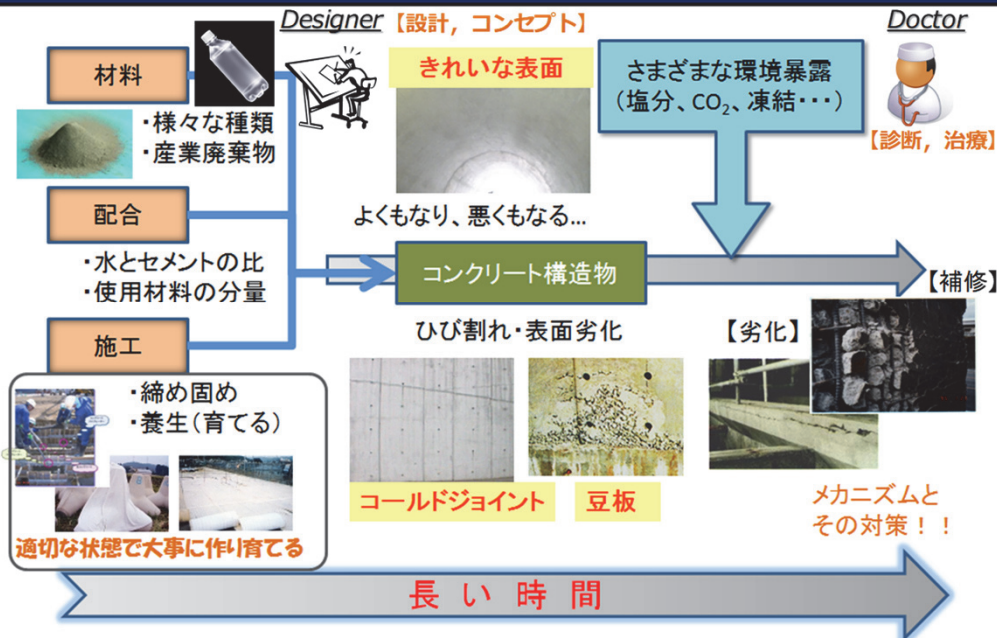 Designer 【設計, コンセプト】
Doctor
材料
きれいな表面
さまざまな環境暴露
(塩分、CO₂、凍結･･･)
・様々な種類
・産業廃棄物
【診断, 治療】
配合
よくもなり、悪くもなる...
・水とセメントの比
・使用材料の分量
コンクリート構造物
【補修】
施工
ひび割れ・表面劣化
【劣化】
・締め固め
・養生(育てる)
コールドジョイント
豆板
メカニズムと
その対策！！
適切な状態で大事に作り育てる
長い時間